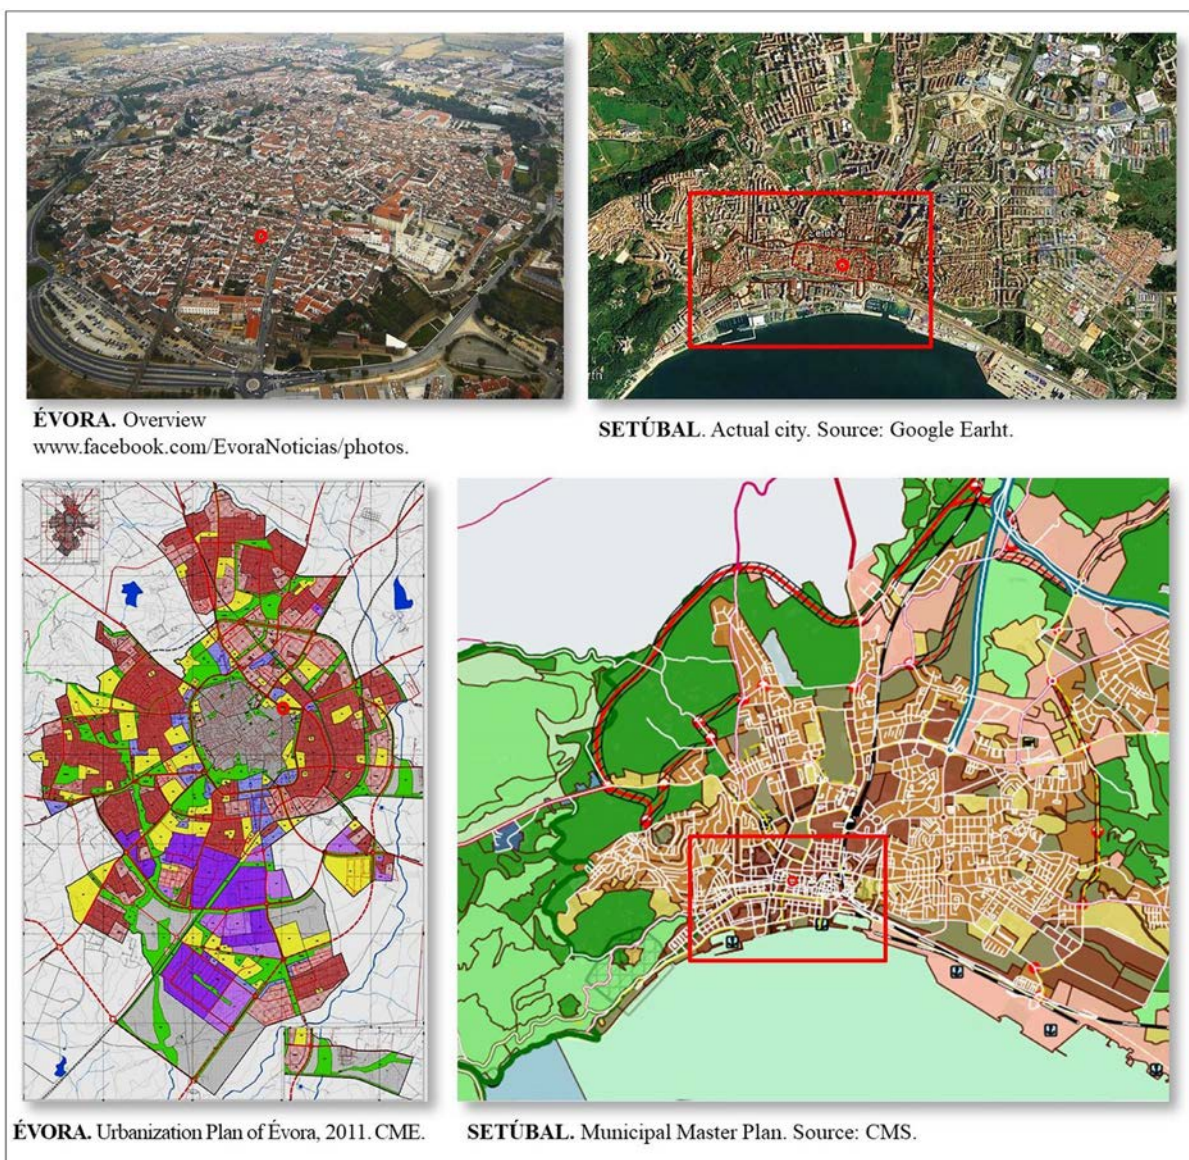 ÉVORA. Overview
www.facebook.com/EvoraNoticias/photos.
SETÚBAL. Actual city. Source: Google Earht.
ÉVORA. Urbanization Plan of Évora, 2011. CME.
SETÚBAL. Municipal Master Plan. Source: CMS.